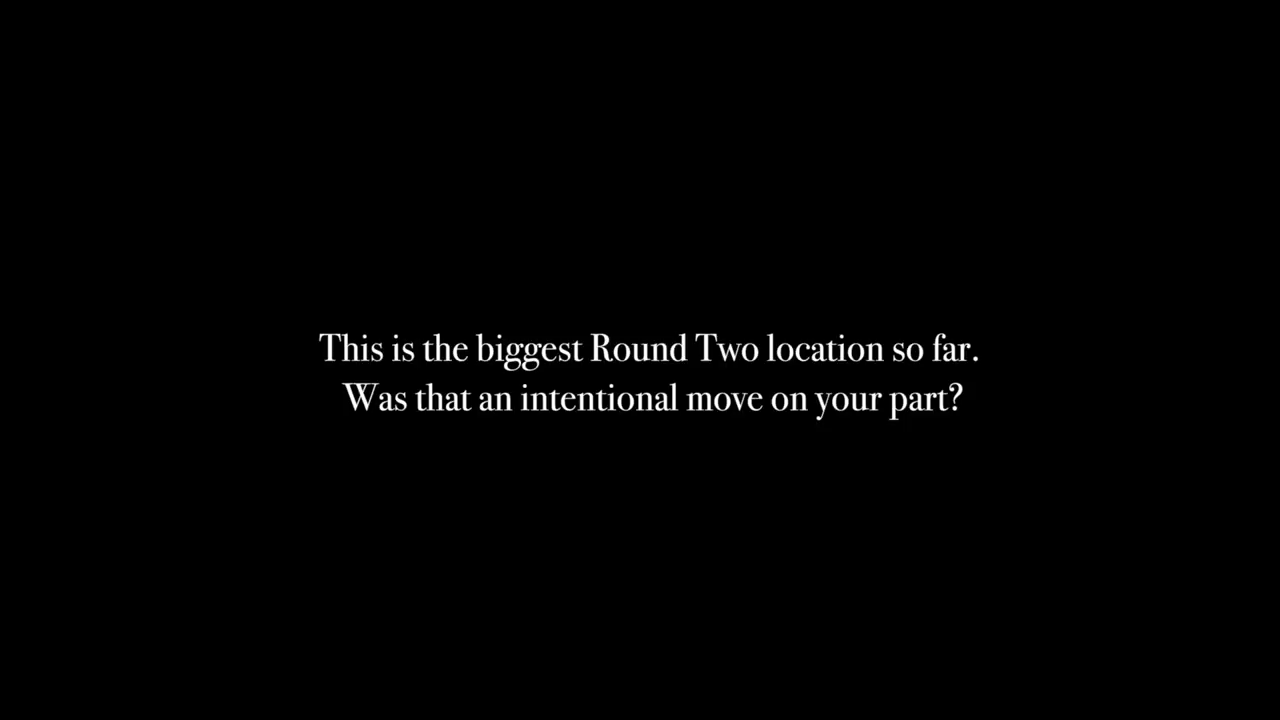 This is the biggest Round Two location so far.
Was that an intentional move on your part?